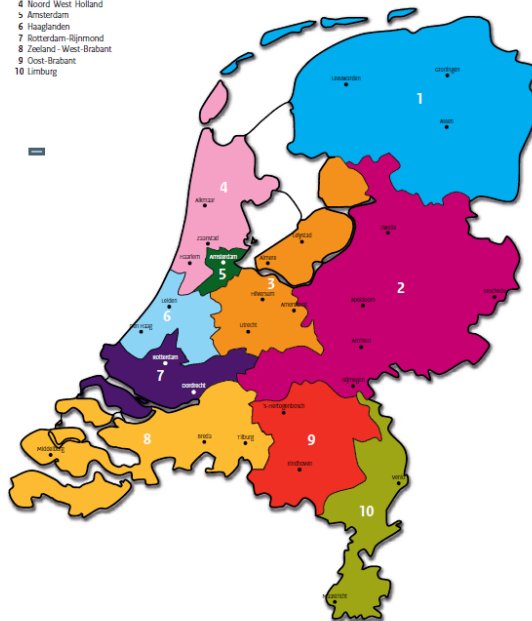 4 Noord West Holland
5 Amsterdam
6 Haaglanden
7 Rotterdam-Rijnmond
8 Zeeland-West-Brabant
9 Oost-Brabant
10 Limburg
Groningen
Leeuwarden
1
Assen
4
Alkmaar
Zwolle
Zaanstad
Lelystad
Haarlem
Amsterdam
Almere
5
3
2
Enschede
Hilversum
Leiden
Amersfoort
Apeldoorn
6
Den Haag
Utrecht
Arnhem
Rotterdam
7
Dordrecht
Nijmegen
's-Hertogenbosch
8
Breda
Tilburg
9
Middelburg
Eindhoven
Venlo
10
Maastricht